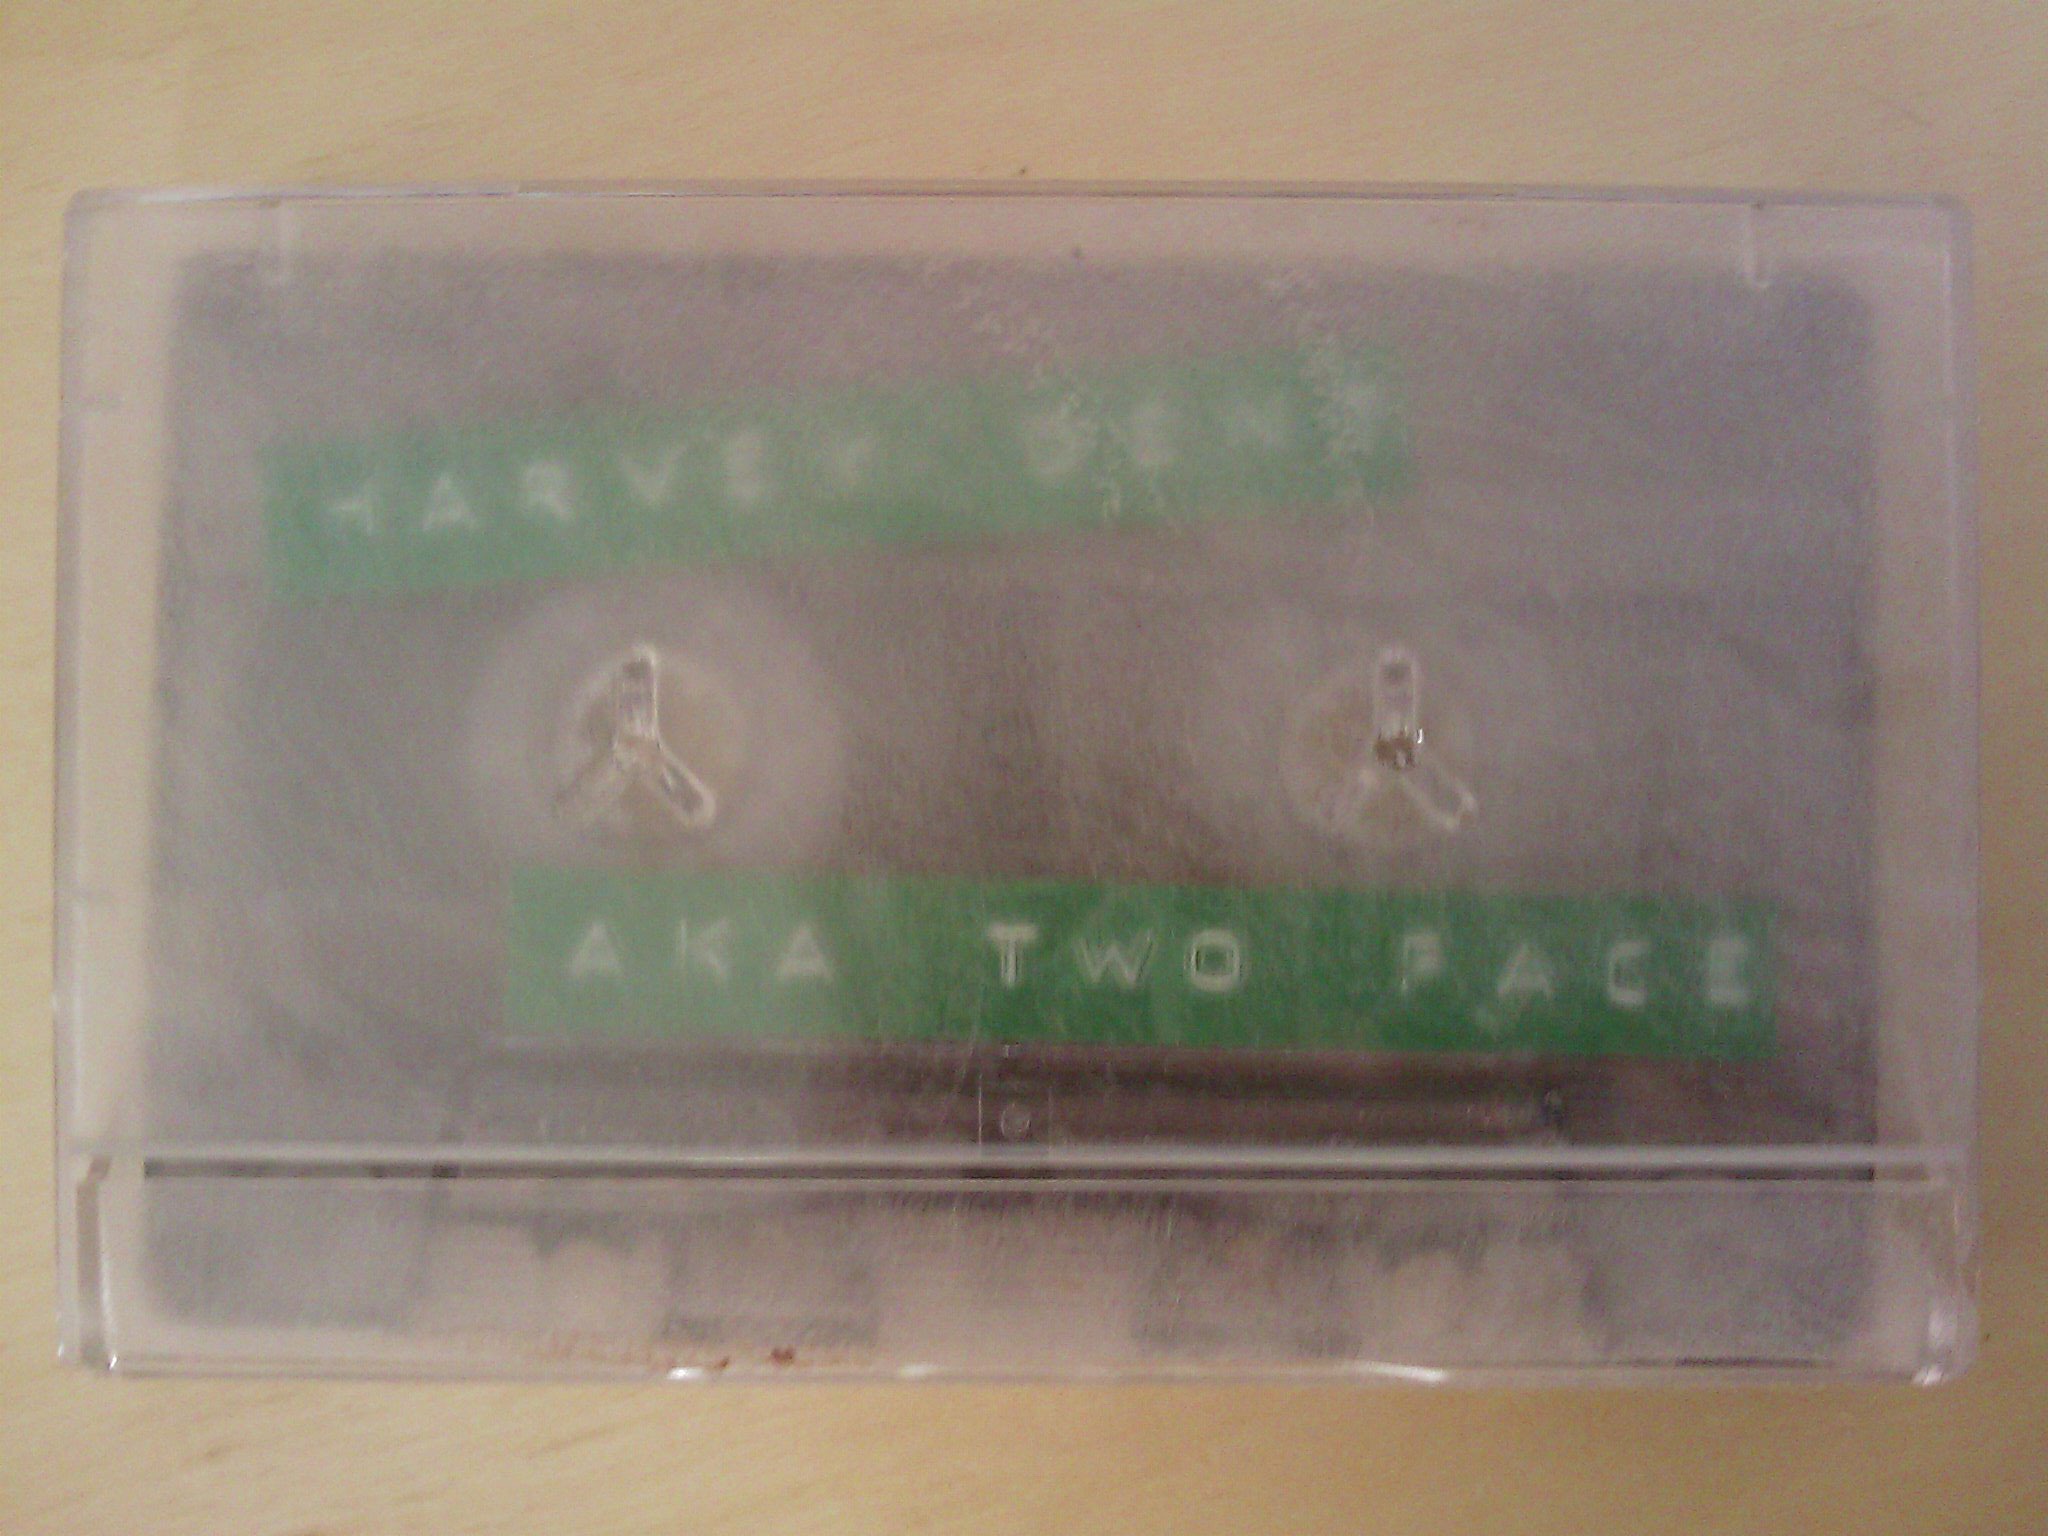 HARVEY DENT
AKA TWO FACE